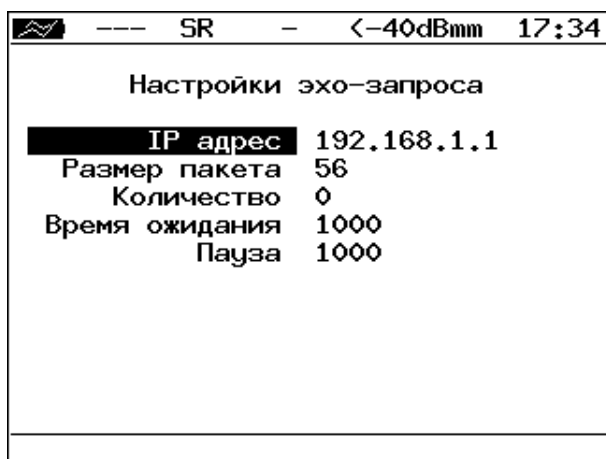 --- SR - <-40dBmm 17:34
Настройки эхо-запроса
IP адрес 192.168.1.1
Размер пакета 56
Количество 0
Время ожидания 1000
Пауза 1000